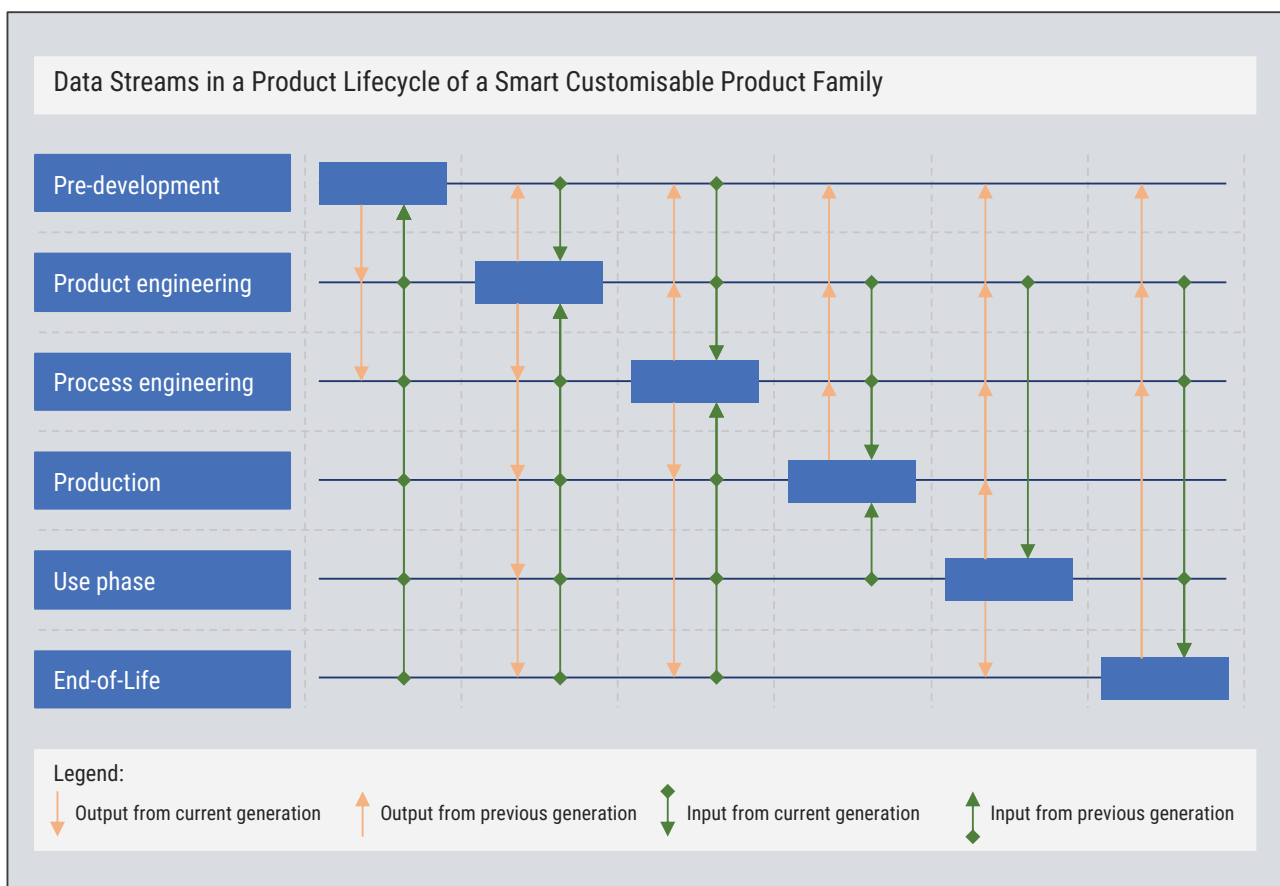 Data Streams in a Product Lifecycle of a Smart Customisable Product Family
Pre-development
Product engineering
Process engineering
Production
Use phase
End-of-Life
Legend:
Output from current generation
Output from previous generation
Input from current generation
Input from previous generation